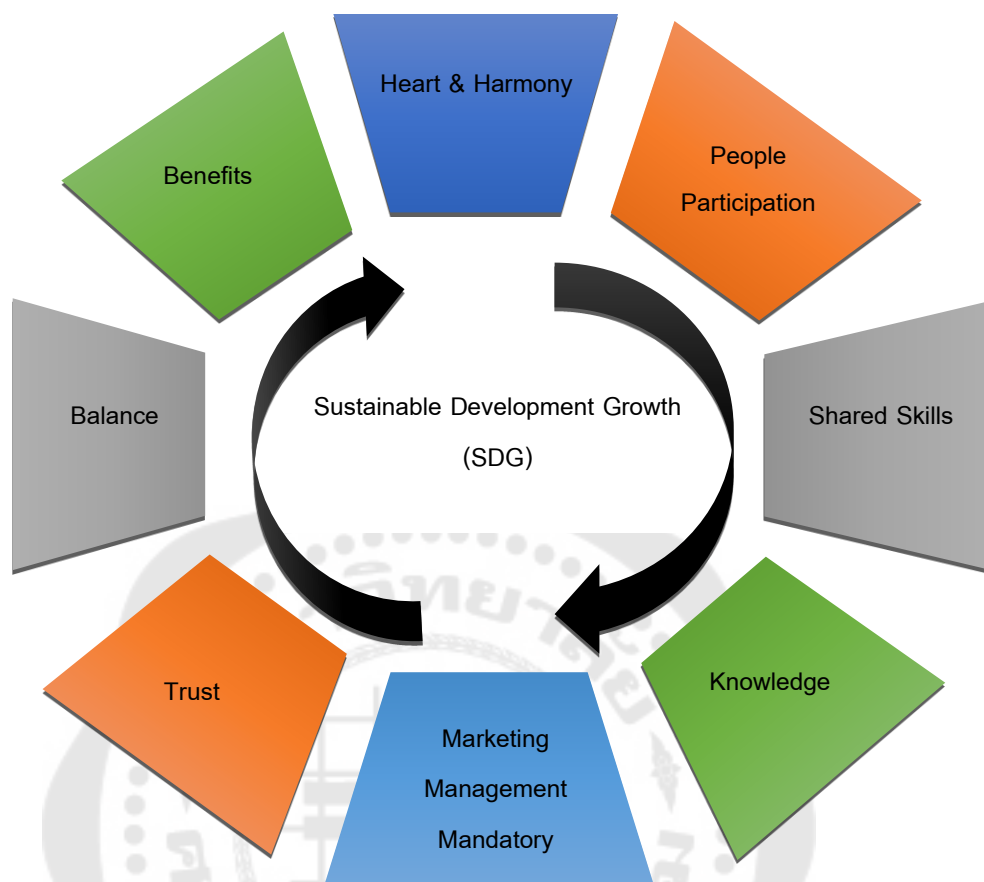 Heart & Harmony
People
Participation
Shared Skills
Knowledge
Marketing
Management
Mandatory
Trust
Balance
Benefits
Sustainable Development Growth
(SDG)